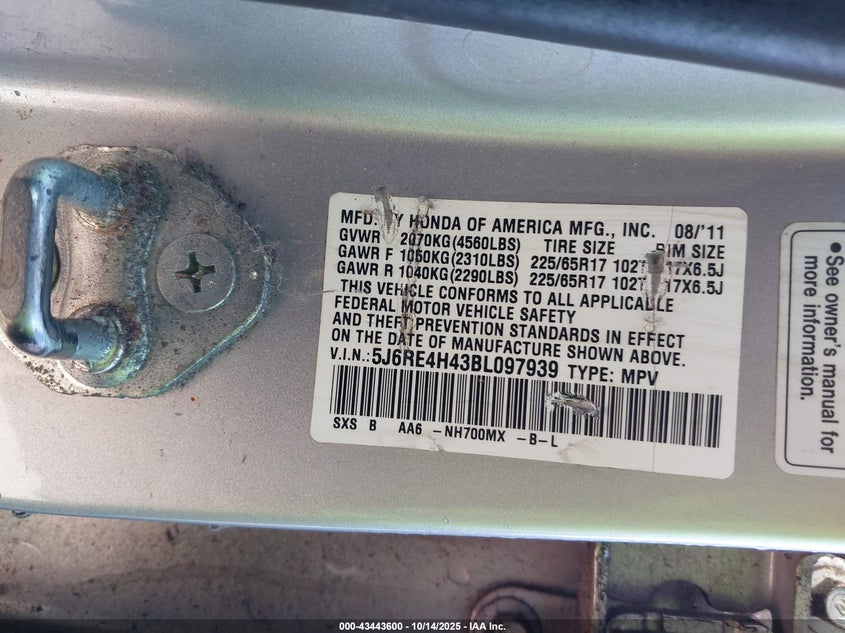 MFD. BY HONDA OF AMERICA MFG., INC. 08/'11
GVWR 2070KG(4560LBS) TIRE SIZE RIM SIZE
GAWR F 1050KG(2310LBS) 225/65R17 102T 17X6.5J
GAWR R 1040KG(2290LBS) 225/65R17 102T 17X6.5J
THIS VEHICLE CONFORMS TO ALL APPLICABLE
FEDERAL MOTOR VEHICLE SAFETY
AND THEFT PREVENTION STANDARDS IN EFFECT
ON THE DATE OF MANUFACTURE SHOWN ABOVE.
V.I.N.: 5J6RE4H43BL097939 TYPE: MPV
SXS B AA6 -NH700MX -B-L
• See owner's manual for
more information.
000-43443600 - 10/14/2025 - IAA Inc.